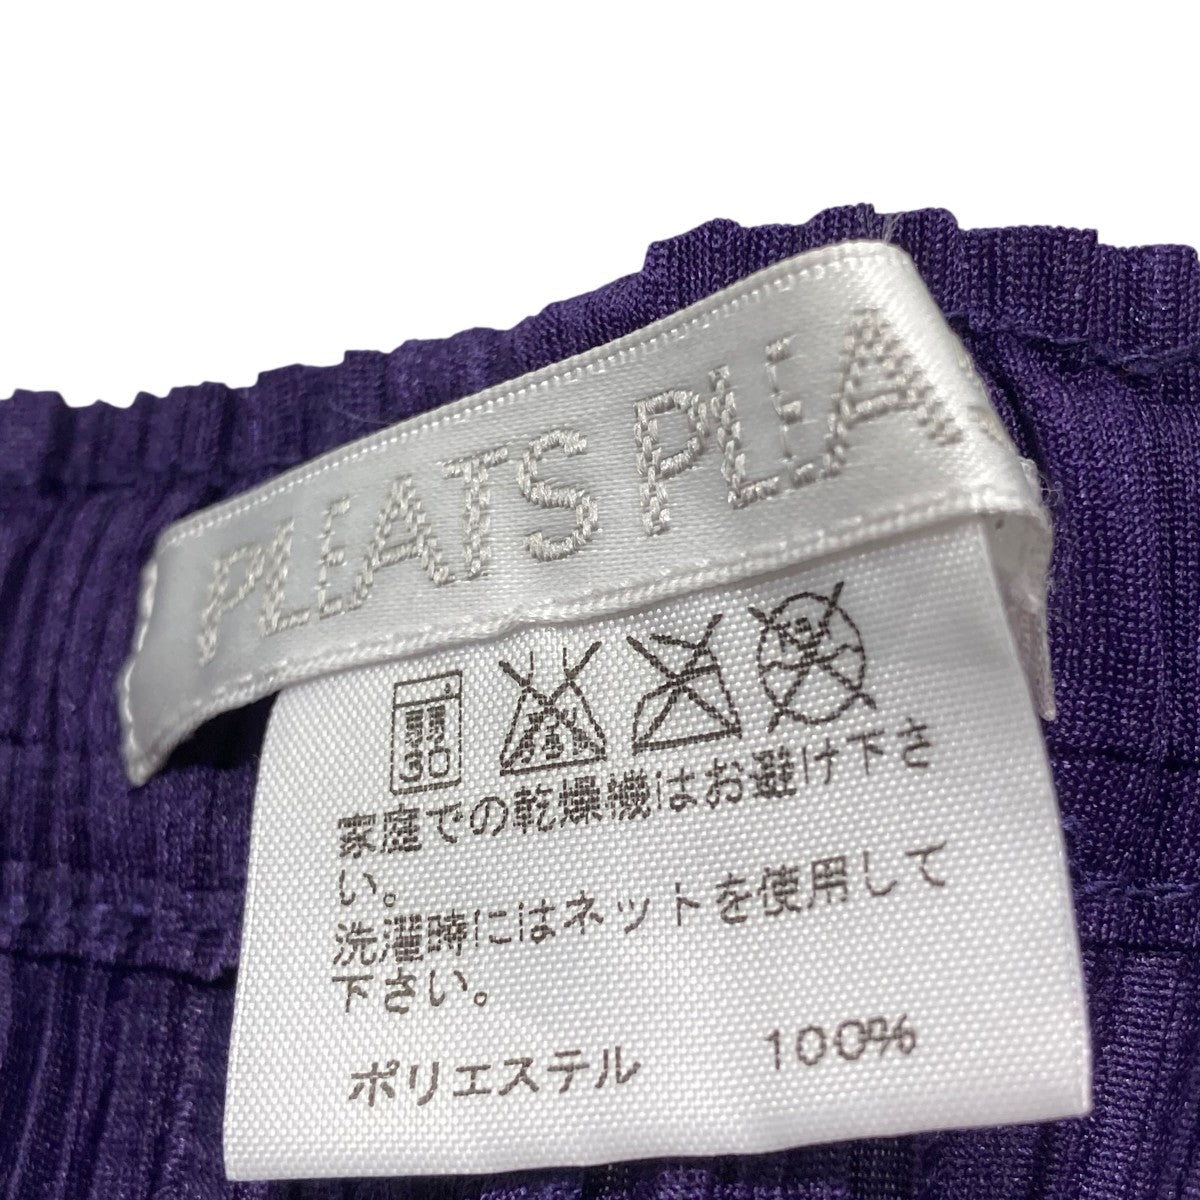 PLEATS PLEA
弱
30
家庭での乾燥機はお避け下さ
い。
洗濯時にはネットを使用して
下さい。
ポリエステル 100%